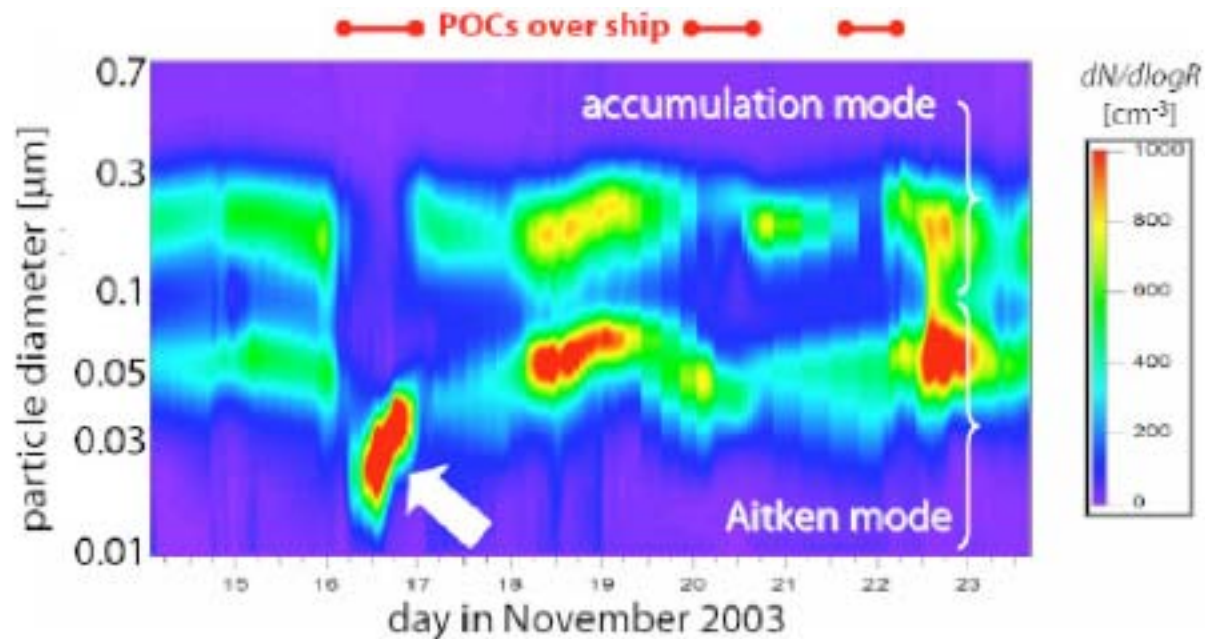 POCs over ship
0.7
0.3
0.1
0.05
0.03
0.01
particle diameter [µm]
accumulation mode
Aitken mode
15 16 17 18 19 20 21 22 23
day in November 2003
dN/dlogR
[cm-3]
1000
800
600
400
200
0